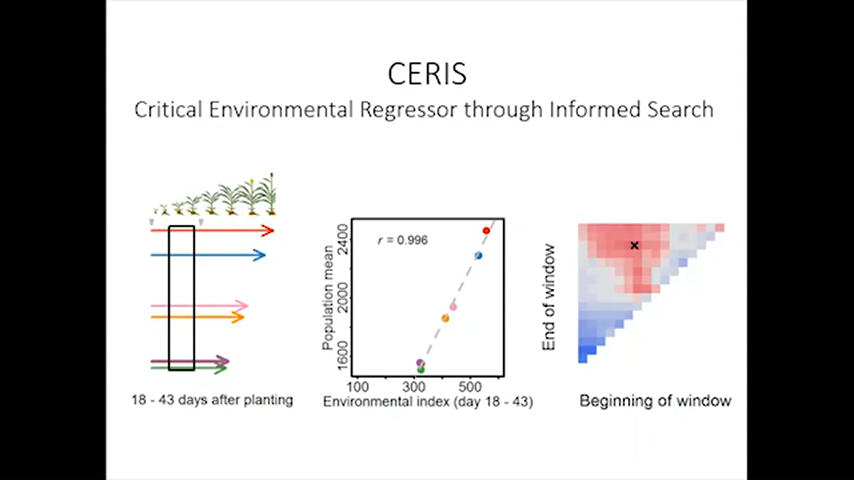 CERIS
Critical Environmental Regressor through Informed Search
18 - 43 days after planting
Population mean
2400
2000
1600
r = 0.996
100
300
500
Environmental index (day 18 - 43)
End of window
Beginning of window